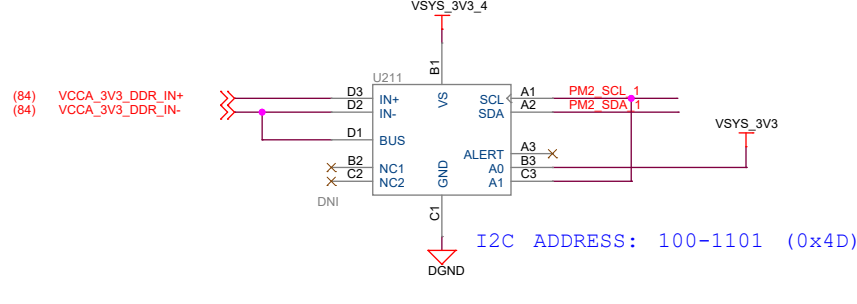 VSYS_3V3_4
B1
U211
(84) VCCA_3V3_DDR_IN+ D3 IN+ VS SCL A1 PM2_SCL_1
(84) VCCA_3V3_DDR_IN- D2 IN- SDA A2 PM2_SDA_1
VSYS_3V3
D1 BUS
ALERT A3
B2 NC1 A0 B3
C2 NC2 GND A1 C3
DNI
C1
I2C ADDRESS: 100-1101 (0x4D)
DGND